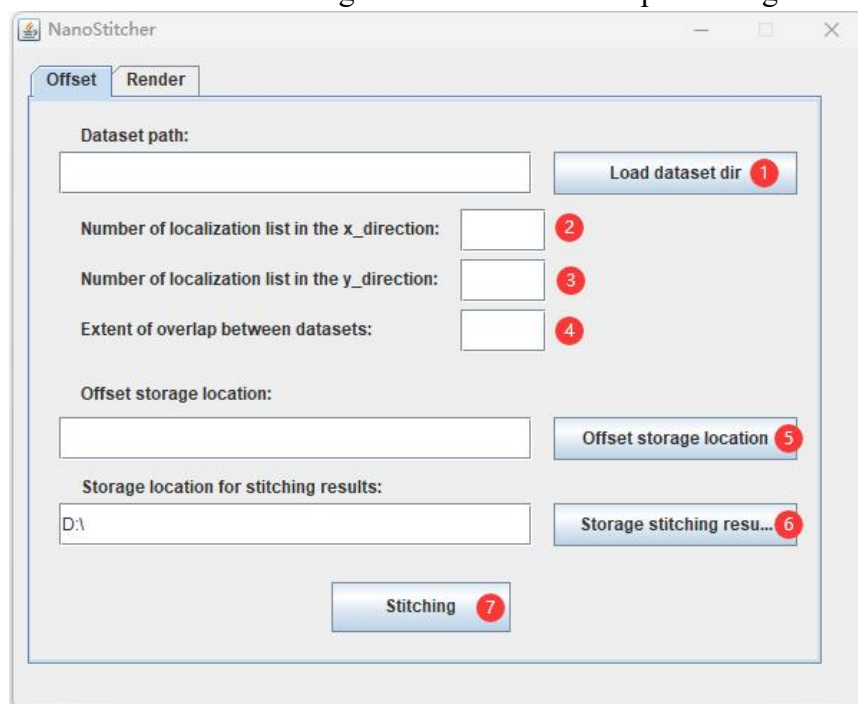 NanoStitcher
Offset Render
Dataset path:
Load dataset dir 1
Number of localization list in the x_direction: 2
Number of localization list in the y_direction: 3
Extent of overlap between datasets: 4
Offset storage location:
Offset storage location 5
Storage location for stitching results:
D:\ Storage stitching resu... 6
Stitching 7